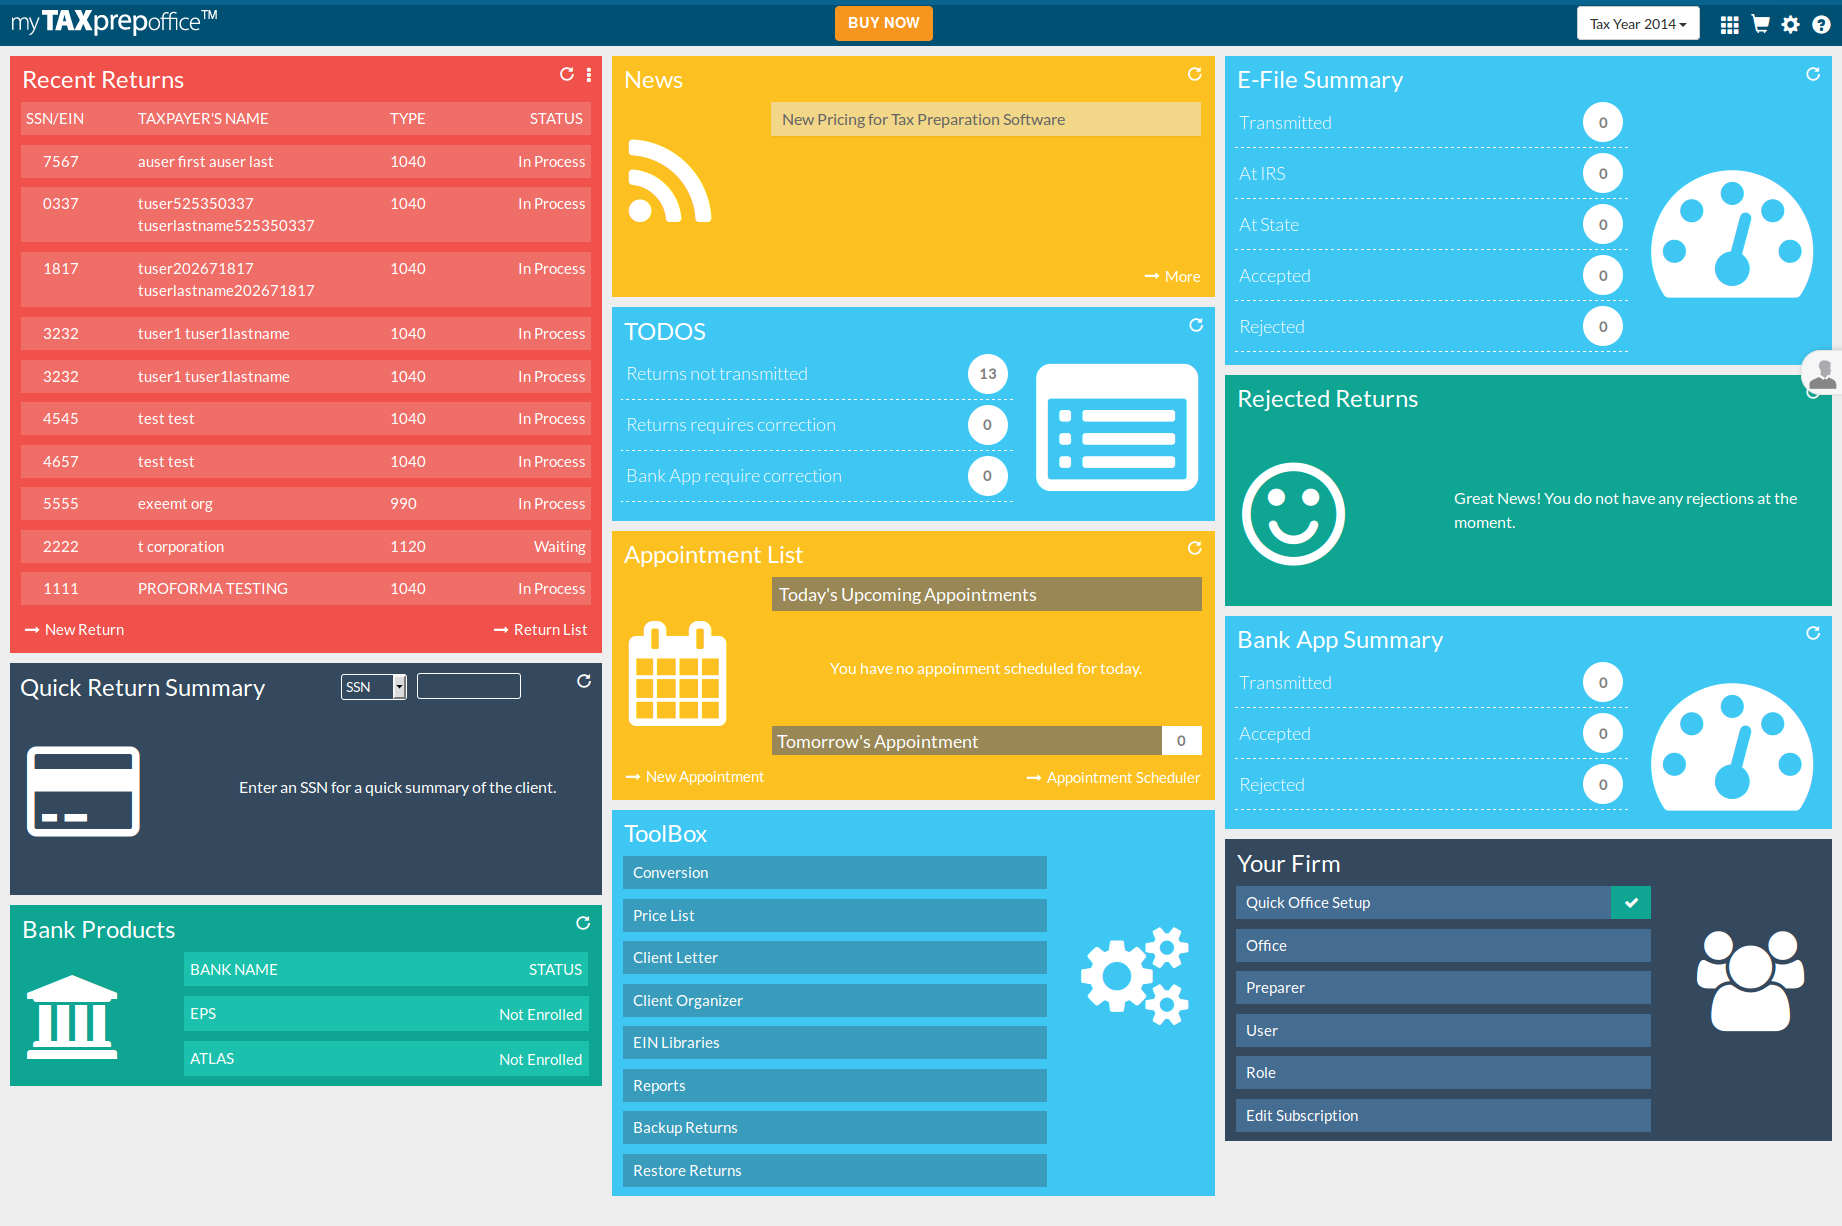 my TAXprepoffice™
BUY NOW
Tax Year 2014
Recent Returns
SSN/EIN TAXPAYER'S NAME TYPE STATUS
7567 auser first auser last 1040 In Process
0337 tuser525350337 1040 In Process
tuserlastname525350337
1817 tuser202671817 1040 In Process
tuserlastname202671817
3232 tuser1 tuser1lastname 1040 In Process
3232 tuser1 tuser1lastname 1040 In Process
4545 test test 1040 In Process
4657 test test 1040 In Process
5555 exeemt org 990 In Process
2222 t corporation 1120 Waiting
1111 PROFORMA TESTING 1040 In Process
New Return Return List
Quick Return Summary SSN
Enter an SSN for a quick summary of the client.
Bank Products
BANK NAME STATUS
EPS Not Enrolled
ATLAS Not Enrolled
News
New Pricing for Tax Preparation Software
More
TODOS
Returns not transmitted 13
Returns requires correction 0
Bank App require correction 0
Appointment List
Today's Upcoming Appointments
You have no appoinment scheduled for today.
Tomorrow's Appointment 0
New Appointment Appointment Scheduler
ToolBox
Conversion
Price List
Client Letter
Client Organizer
EIN Libraries
Reports
Backup Returns
Restore Returns
E-File Summary
Transmitted 0
At IRS 0
At State 0
Accepted 0
Rejected 0
Rejected Returns
Great News! You do not have any rejections at the
moment.
Bank App Summary
Transmitted 0
Accepted 0
Rejected 0
Your Firm
Quick Office Setup
Office
Preparer
User
Role
Edit Subscription